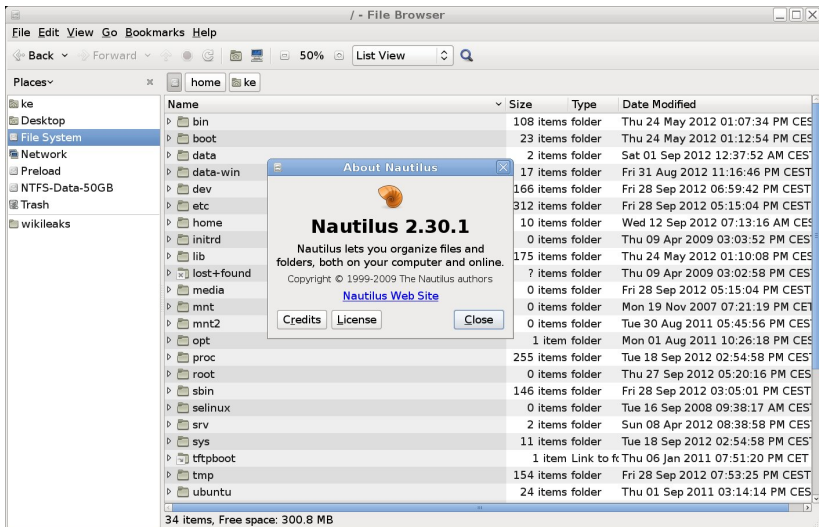 / - File Browser
File Edit View Go Bookmarks Help
Back Forward 50% List View
Places
home ke
ke
Desktop
File System
Network
Preload
NTFS-Data-50GB
Trash
wikileaks
Name Size Type Date Modified
bin 108 items folder Thu 24 May 2012 01:07:34 PM CES
boot 23 items folder Thu 24 May 2012 01:12:54 PM CES
data 2 items folder Sat 01 Sep 2012 12:37:52 AM CEST
data-win 17 items folder Fri 31 Aug 2012 11:16:46 PM CEST
dev 166 items folder Fri 28 Sep 2012 06:59:42 PM CEST
etc 312 items folder Fri 28 Sep 2012 05:15:04 PM CEST
home 10 items folder Wed 12 Sep 2012 07:13:16 AM CES
initrd 0 items folder Thu 09 Apr 2009 03:03:52 PM CEST
lib 175 items folder Thu 24 May 2012 01:10:08 PM CES
lost+found ? items folder Thu 09 Apr 2009 03:02:58 PM CEST
media 0 items folder Fri 28 Sep 2012 05:15:04 PM CEST
mnt 0 items folder Mon 19 Nov 2007 07:21:19 PM CET
mnt2 0 items folder Tue 30 Aug 2011 05:45:56 PM CEST
opt 1 item folder Mon 01 Aug 2011 10:26:18 PM CES
proc 255 items folder Tue 18 Sep 2012 02:54:58 PM CEST
root 0 items folder Thu 27 Sep 2012 05:20:16 PM CEST
sbin 146 items folder Fri 28 Sep 2012 03:05:01 PM CEST
selinux 0 items folder Tue 16 Sep 2008 09:38:17 AM CES
srv 2 items folder Sun 08 Apr 2012 08:38:58 PM CEST
sys 11 items folder Tue 18 Sep 2012 02:54:58 PM CEST
tftpboot 1 item Link to fo Thu 06 Jan 2011 07:51:20 PM CET
tmp 154 items folder Fri 28 Sep 2012 07:53:25 PM CEST
ubuntu 24 items folder Thu 01 Sep 2011 03:14:14 PM CEST
34 items, Free space: 300.8 MB
About Nautilus
Nautilus 2.30.1
Nautilus lets you organize files and
folders, both on your computer and online.
Copyright © 1999-2009 The Nautilus authors
Nautilus Web Site
Credits License Close